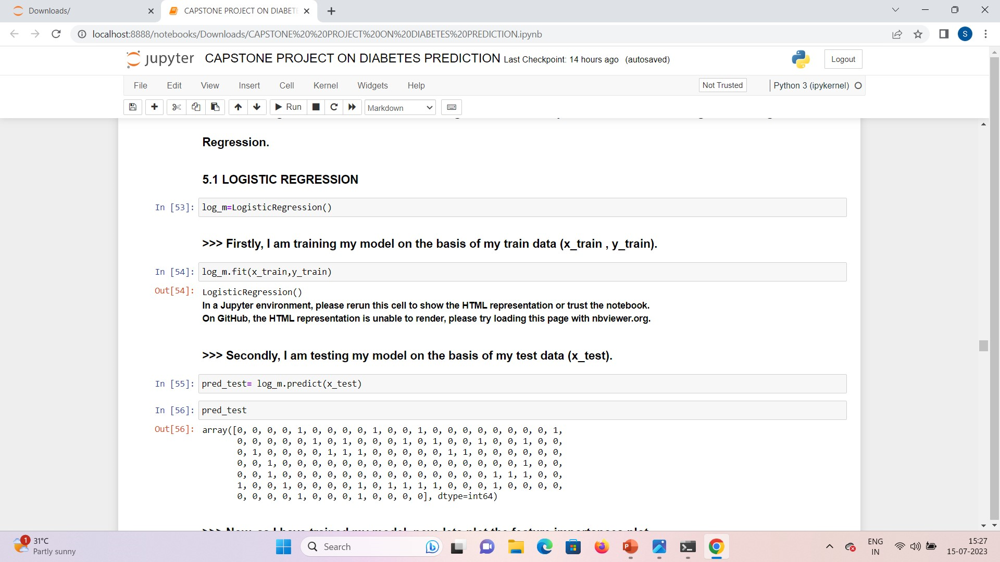 Downloads/
CAPSTONE PROJECT ON DIABETE
localhost:8888/notebooks/Downloads/CAPSTONE%20%20PROJECT%20ON%20DIABETES%20PREDICTION.ipynb
S
jupyter CAPSTONE PROJECT ON DIABETES PREDICTION Last Checkpoint: 14 hours ago (autosaved)
Logout
File Edit View Insert Cell Kernel Widgets Help
Not Trusted
Python 3 (ipykernel)
Run
Markdown
Regression.
5.1 LOGISTIC REGRESSION
In [53]: log_m=LogisticRegression()
>>> Firstly, I am training my model on the basis of my train data (x_train , y_train).
In [54]: log_m.fit(x_train,y_train)
Out[54]: LogisticRegression()
In a Jupyter environment, please rerun this cell to show the HTML representation or trust the notebook.
On GitHub, the HTML representation is unable to render, please try loading this page with nbviewer.org.
>>> Secondly, I am testing my model on the basis of my test data (x_test).
In [55]: pred_test= log_m.predict(x_test)
In [56]: pred_test
Out[56]: array([0, 0, 0, 0, 1, 0, 0, 0, 0, 1, 0, 0, 1, 0, 0, 0, 0, 0, 0, 0, 0, 1,
0, 0, 0, 0, 0, 1, 0, 1, 0, 0, 0, 1, 0, 1, 0, 0, 1, 0, 0, 1, 0, 0,
0, 1, 0, 0, 0, 0, 1, 1, 1, 0, 0, 0, 0, 0, 1, 1, 0, 0, 0, 0, 0, 0,
0, 0, 1, 0, 0, 0, 0, 0, 0, 0, 0, 0, 0, 0, 0, 0, 0, 0, 0, 1, 0, 0,
0, 0, 1, 0, 0, 0, 0, 0, 0, 0, 0, 0, 0, 0, 0, 0, 0, 1, 1, 1, 0, 0,
1, 0, 0, 1, 0, 0, 0, 0, 1, 0, 1, 1, 1, 1, 0, 0, 0, 1, 0, 0, 0, 0,
0, 0, 0, 0, 1, 0, 0, 0, 1, 0, 0, 0, 0], dtype=int64)
>>> Now, as I have trained my model, now, lets plot the feature importances plot
1
31°C
Partly sunny
Search
ENG
IN
15:27
15-07-2023